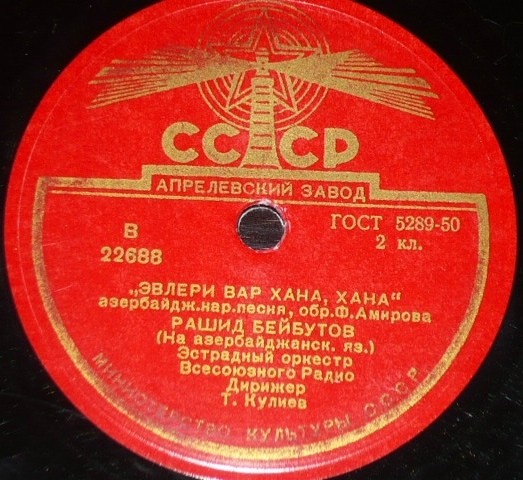 СССР
АПРЕЛЕВСКИЙ ЗАВОД
В
22688
ГОСТ 5289-50
2 кл.
„ЭВЛЕРИ ВАР ХАНА, ХАНА“
азербайдж.нар.песня, обр.Ф.Амирова
РАШИД БЕЙБУТОВ
(На азербайджанск. яз.)
Эстрадный оркестр
Всесоюзного Радио
Дирижер
Т. Кулиев
МИНИСТЕРСТВО КУЛЬТУРЫ СССР